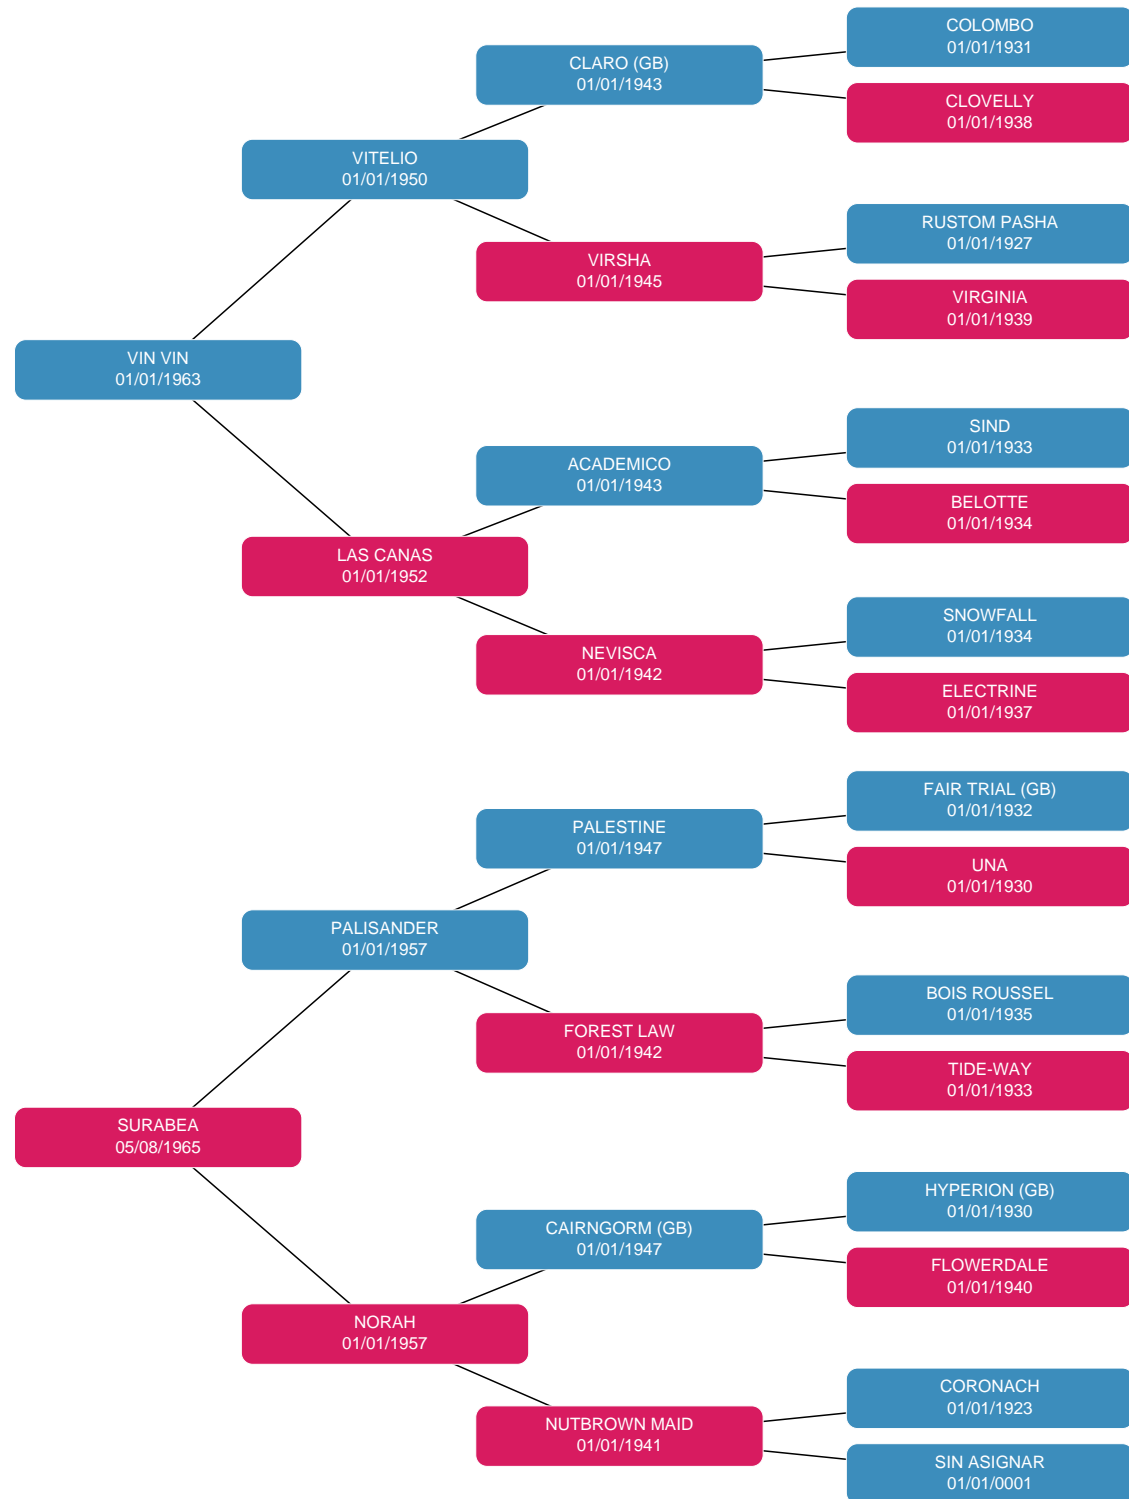 COLOMBO
01/01/1931
CLARO (GB)
01/01/1943
CLOVELLY
01/01/1938
VITELIO
01/01/1950
RUSTOM PASHA
01/01/1927
VIRSHA
01/01/1945
VIRGINIA
01/01/1939
VIN VIN
01/01/1963
SIND
01/01/1933
ACADEMICO
01/01/1943
BELOTTE
01/01/1934
LAS CANAS
01/01/1952
SNOWFALL
01/01/1934
NEVISCA
01/01/1942
ELECTRINE
01/01/1937
FAIR TRIAL (GB)
01/01/1932
PALESTINE
01/01/1947
UNA
01/01/1930
PALISANDER
01/01/1957
BOIS ROUSSEL
01/01/1935
FOREST LAW
01/01/1942
TIDE-WAY
01/01/1933
SURABEA
05/08/1965
HYPERION (GB)
01/01/1930
CAIRNGORM (GB)
01/01/1947
FLOWERDALE
01/01/1940
NORAH
01/01/1957
CORONACH
01/01/1923
NUTBROWN MAID
01/01/1941
SIN ASIGNAR
01/01/0001